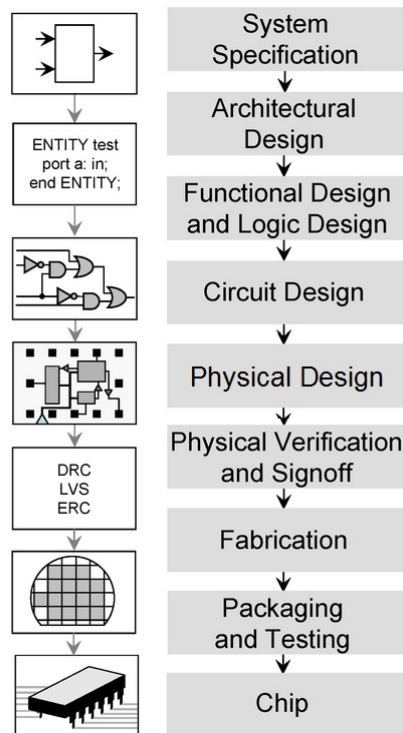 System
Specification
Architectural
Design
ENTITY test
port a: in;
end ENTITY;
Functional Design
and Logic Design
Circuit Design
Physical Design
Physical Verification
and Signoff
DRC
LVS
ERC
Fabrication
Packaging
and Testing
Chip